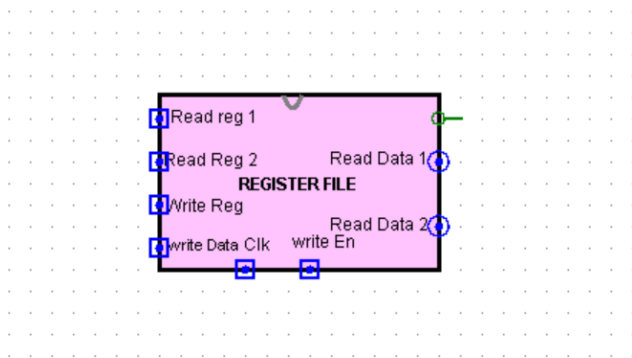 Read reg 1
Read Reg 2
Read Data 1
REGISTER FILE
Write Reg
Read Data 2
write Data
Clk
write En